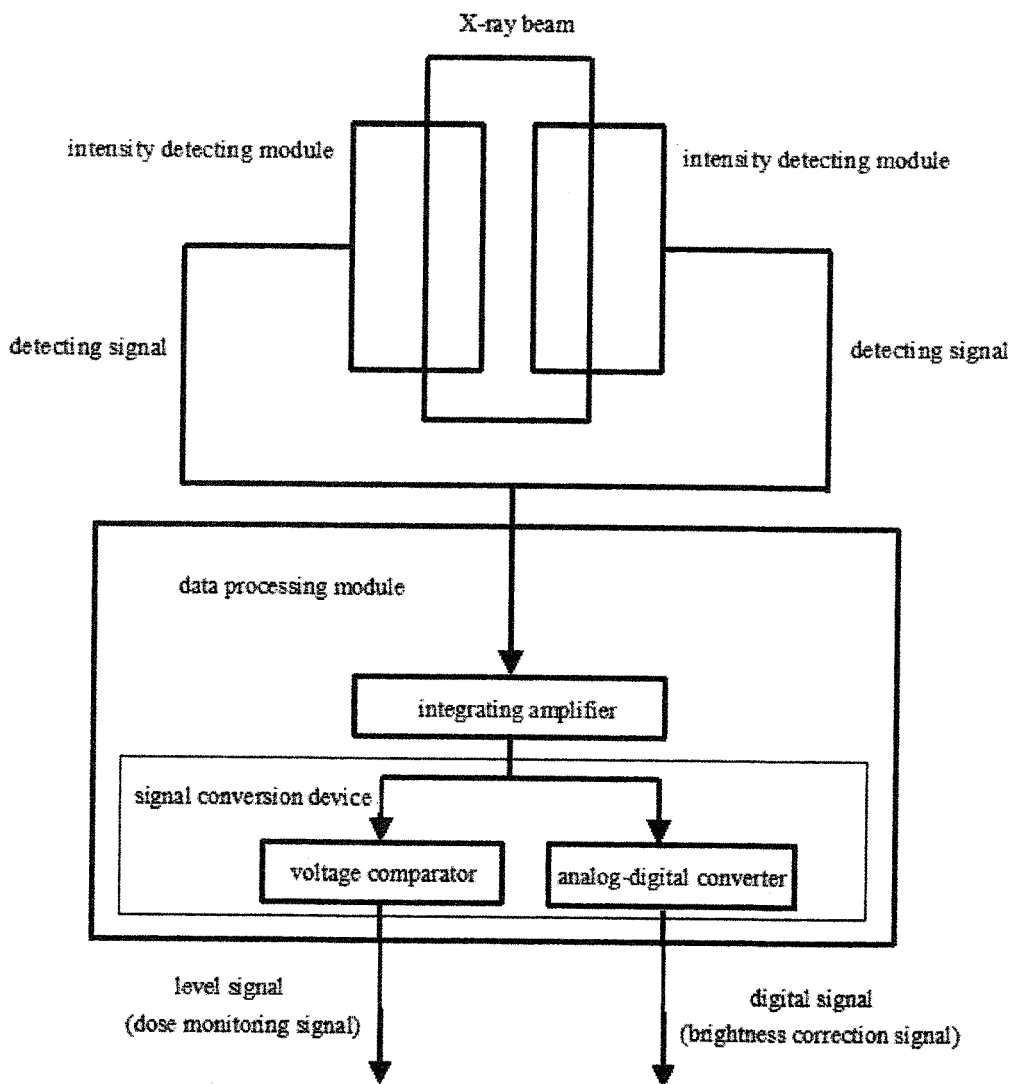 X-ray beam
intensity detecting module
intensity detecting module
detecting signal
detecting signal
data processing module
integrating amplifier
signal conversion device
voltage comparator
analog-digital converter
level signal
(dose monitoring signal)
digital signal
(brightness correction signal)